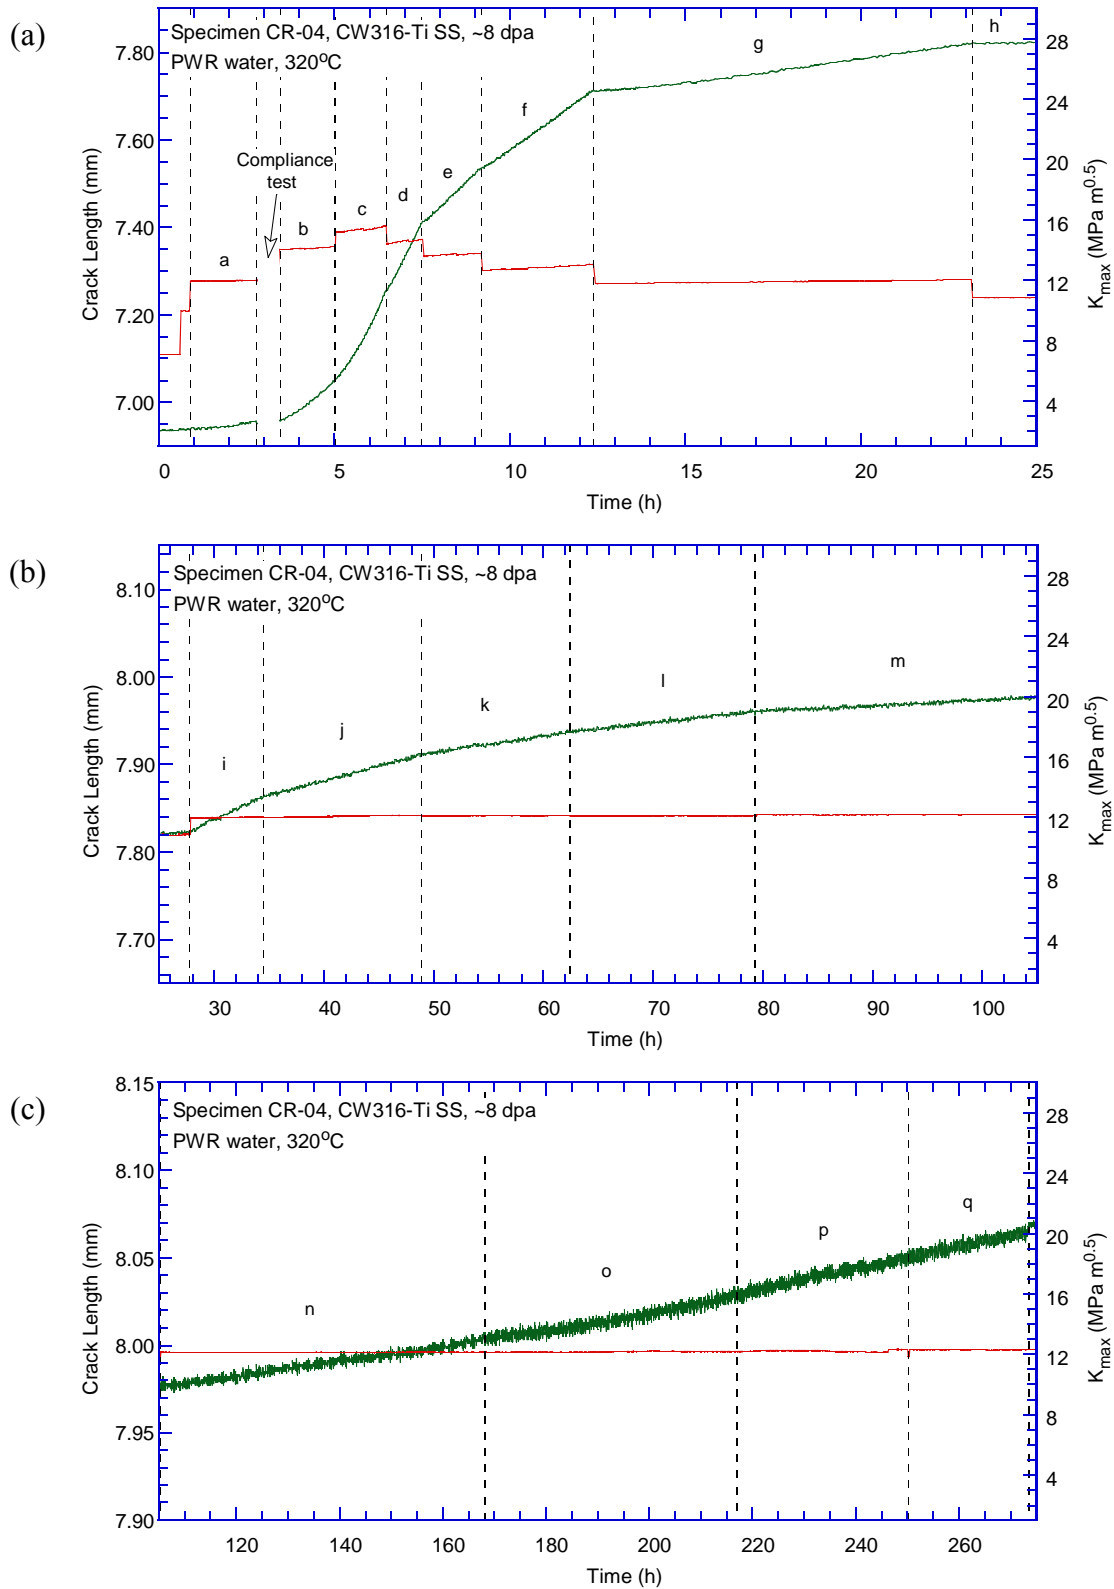 (a)
Specimen CR-04, CW316-Ti SS, ~8 dpa
PWR water, 320°C
Compliance
test
a
b
c
d
e
f
g
h
Crack Length (mm)
7.80
7.60
7.40
7.20
7.00
K_max (MPa m^0.5)
28
24
20
16
12
8
4
0
5
10
15
20
25
Time (h)
(b)
Specimen CR-04, CW316-Ti SS, ~8 dpa
PWR water, 320°C
i
j
k
l
m
Crack Length (mm)
8.10
8.00
7.90
7.80
7.70
K_max (MPa m^0.5)
28
24
20
16
12
8
4
30
40
50
60
70
80
90
100
Time (h)
(c)
Specimen CR-04, CW316-Ti SS, ~8 dpa
PWR water, 320°C
n
o
p
q
Crack Length (mm)
8.15
8.10
8.05
8.00
7.95
7.90
K_max (MPa m^0.5)
28
24
20
16
12
8
4
120
140
160
180
200
220
240
260
Time (h)